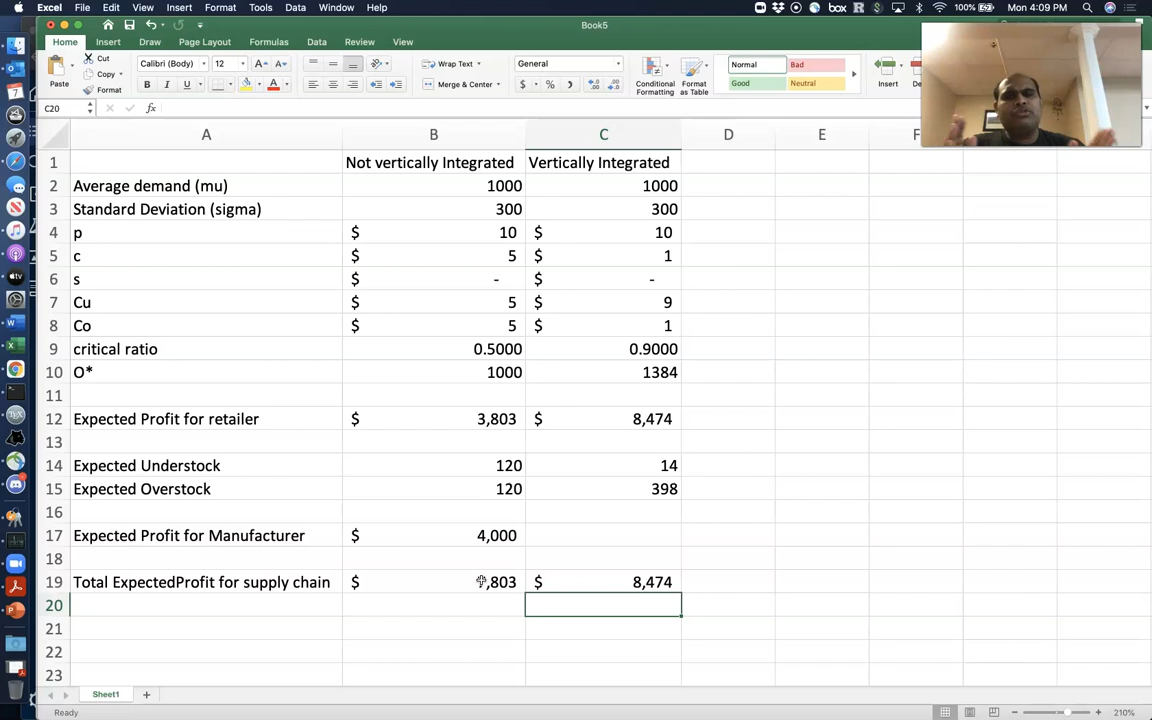 Excel File Edit View Insert Format Tools Data Window Help box 100% Mon 4:09 PM
Book5
Home Insert Draw Page Layout Formulas Data Review View
Paste Cut Copy Format Calibri (Body) 12 A A Wrap Text General Conditional Formatting Format as Table Normal Bad Insert
B I U A Merge & Center $ % Good Neutral
C20 fx
A B C D E F
1 Not vertically Integrated Vertically Integrated
2 Average demand (mu) 1000 1000
3 Standard Deviation (sigma) 300 300
4 p $ 10 $ 10
5 c $ 5 $ 1
6 s $ - $ -
7 Cu $ 5 $ 9
8 Co $ 5 $ 1
9 critical ratio 0.5000 0.9000
10 O* 1000 1384
11
12 Expected Profit for retailer $ 3,803 $ 8,474
13
14 Expected Understock 120 14
15 Expected Overstock 120 398
16
17 Expected Profit for Manufacturer $ 4,000
18
19 Total ExpectedProfit for supply chain $ ,803 $ 8,474
20
21
22
23
Sheet1 +
Ready 210%